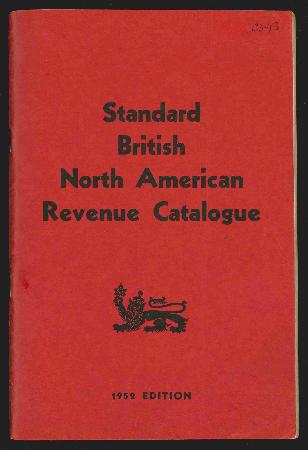 Standard
British
North American
Revenue Catalogue
1952 EDITION